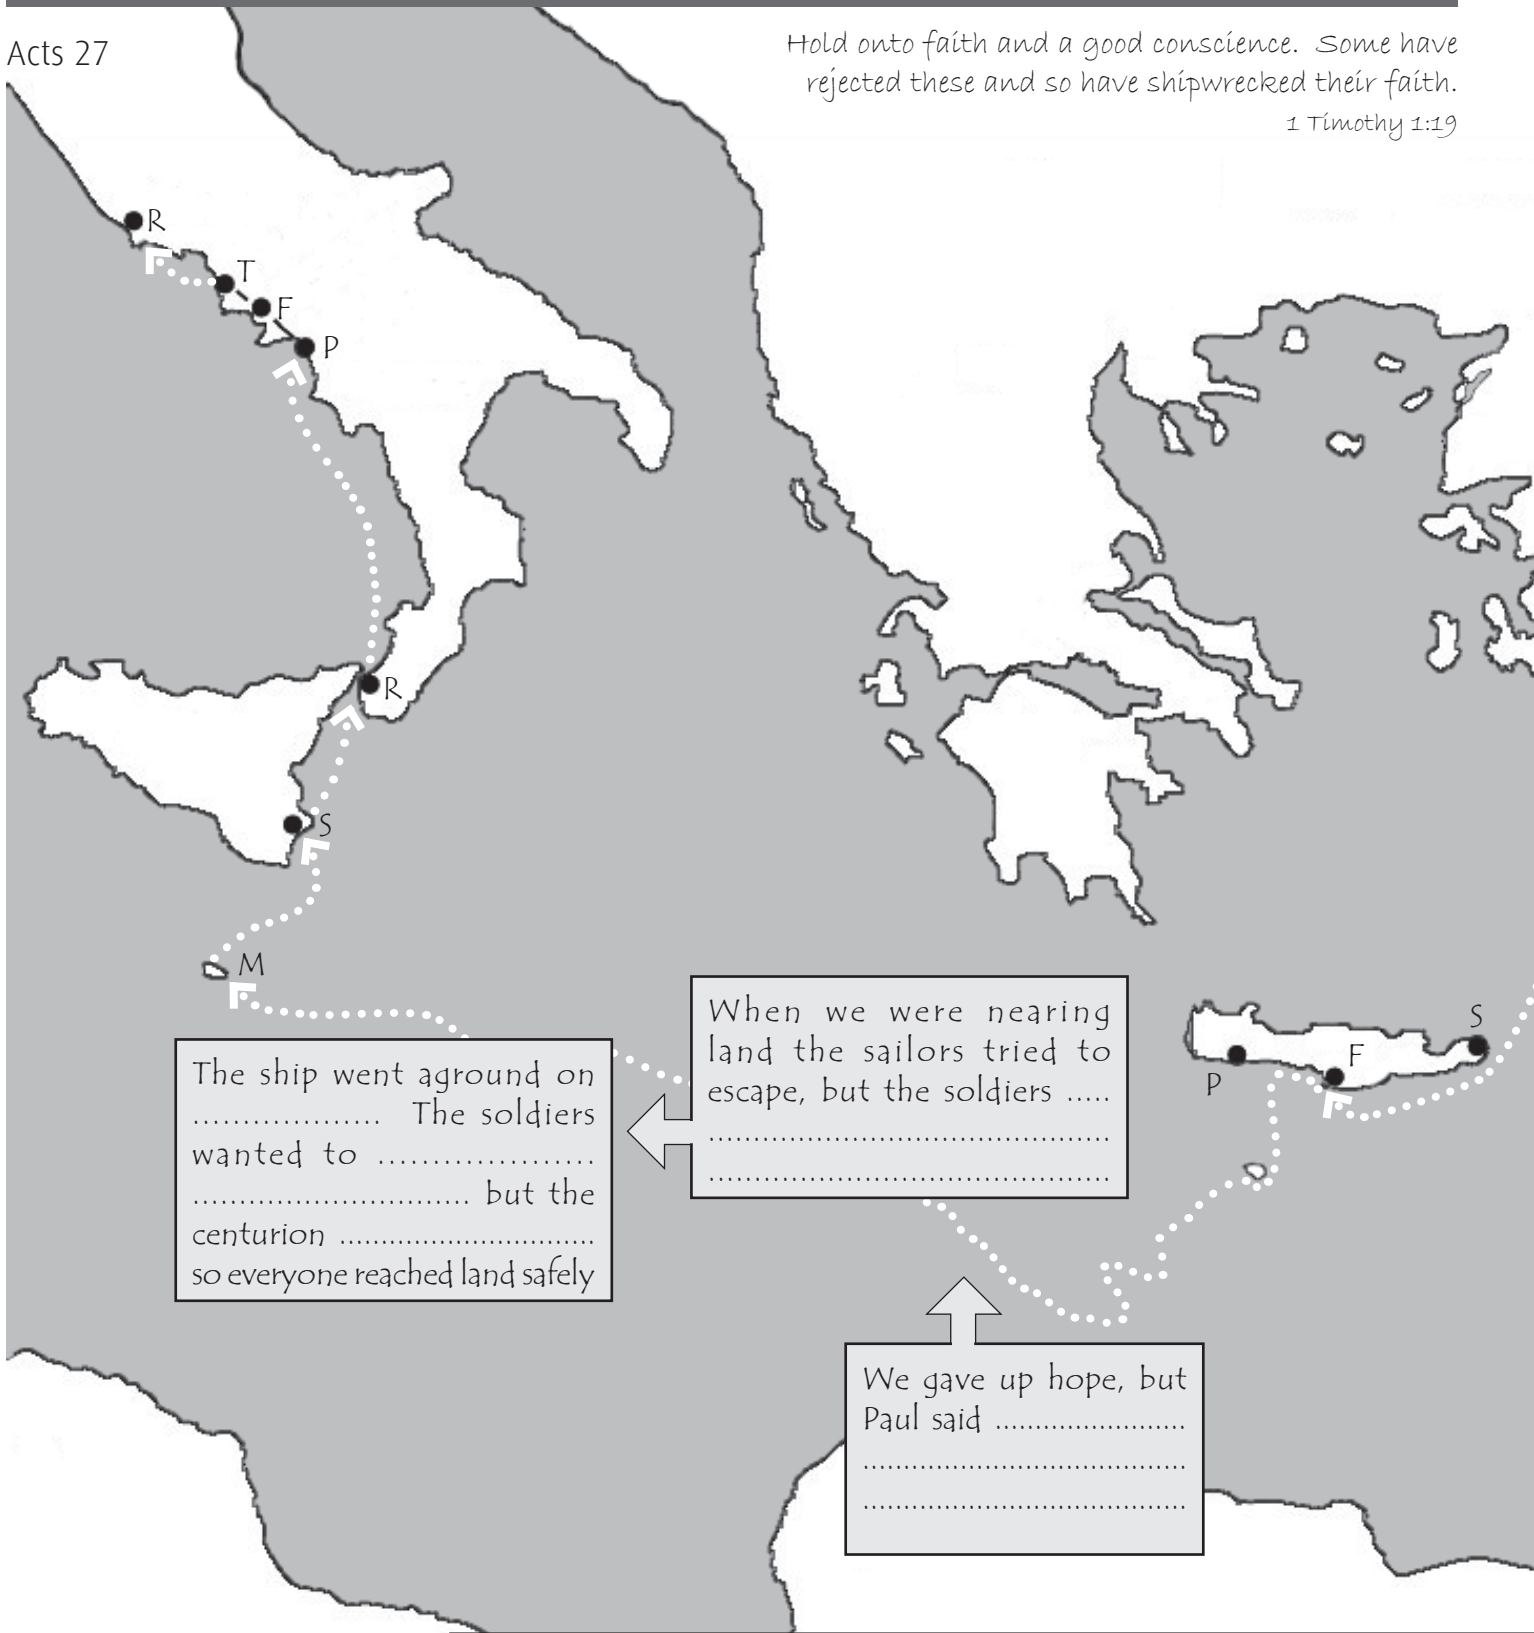 Acts 27
Hold onto faith and a good conscience. Some have
rejected these and so have shipwrecked their faith.
1 Timothy 1:19
R
T
F
P
R
S
M
When we were nearing
land the sailors tried to
escape, but the soldiers .....
............................................
............................................
S
F
P
The ship went aground on
................... The soldiers
wanted to .....................
............................ but the
centurion .............................
so everyone reached land safely
We gave up hope, but
Paul said .......................
.......................................
.......................................